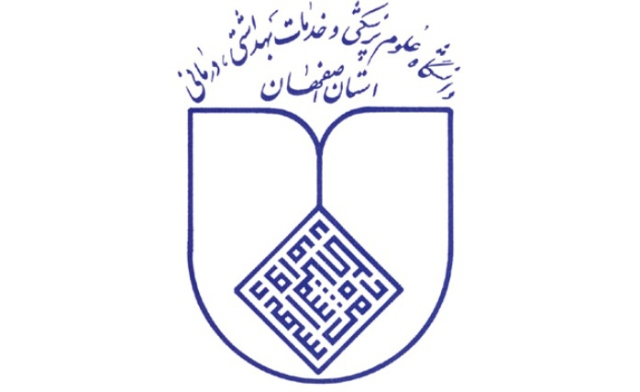 دانشگاه علوم پزشکی و خدمات بهداشتی، درمانی
استان اصفهان